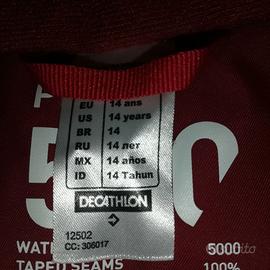 EU 14 ans
US 14 years
BR 14
RU 14 лет
MX 14 años
ID 14 Tahun
DECATHLON
12502
CC: 306017
5000
TAPED SEAMS 100%